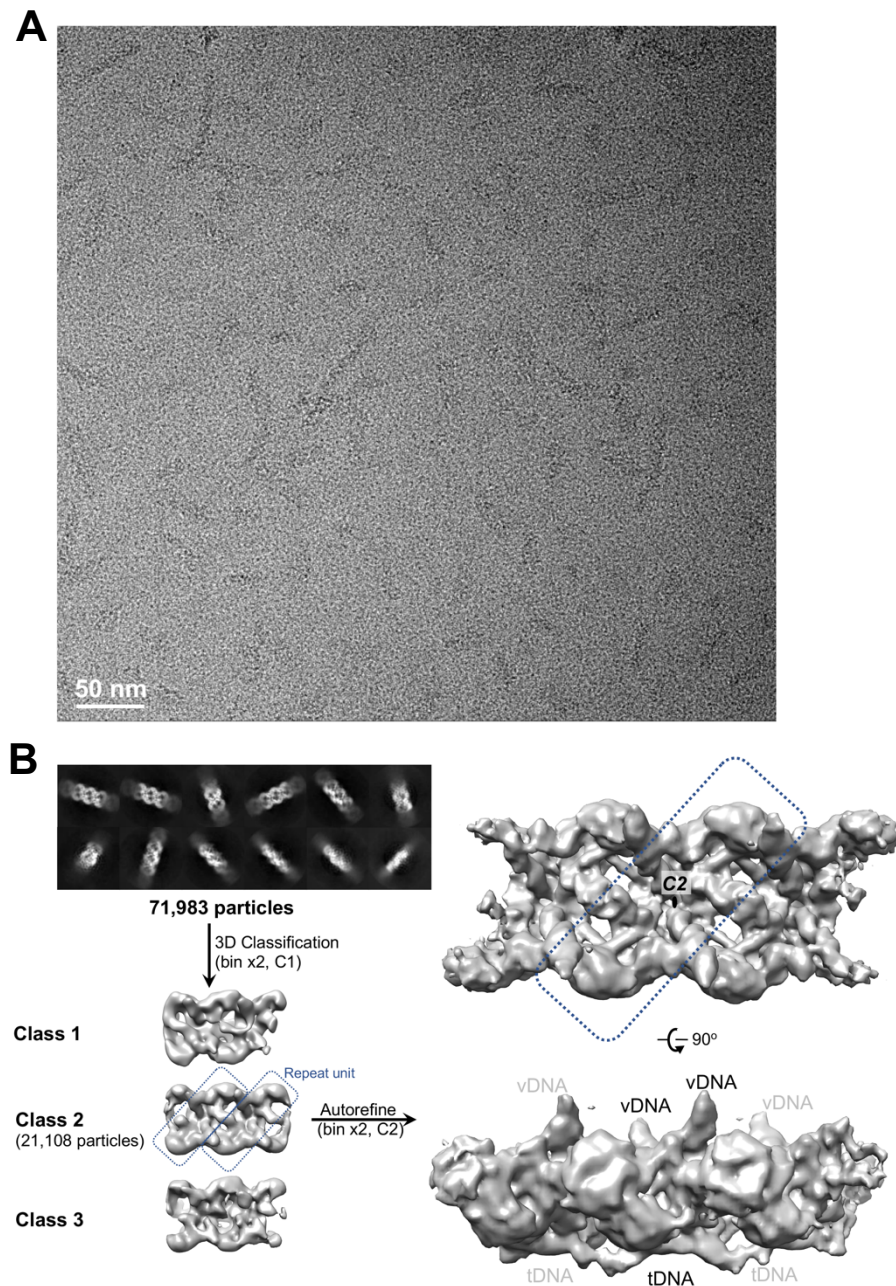 A
50 nm
B
71,983 particles
3D Classification
(bin x2, C1)
Class 1
Repeat unit
Class 2
(21,108 particles)
Autorefine
(bin x2, C2)
Class 3
C2
90º
vDNA
vDNA
vDNA
vDNA
tDNA
tDNA
tDNA